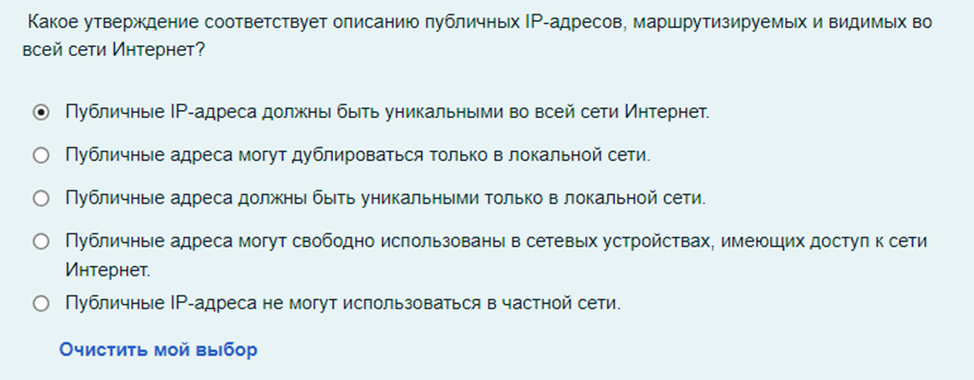 Какое утверждение соответствует описанию публичных IP-адресов, маршрутизируемых и видимых во
всей сети Интернет?
Публичные IP-адреса должны быть уникальными во всей сети Интернет.
Публичные адреса могут дублироваться только в локальной сети.
Публичные адреса должны быть уникальными только в локальной сети.
Публичные адреса могут свободно использованы в сетевых устройствах, имеющих доступ к сети
Интернет.
Публичные IP-адреса не могут использоваться в частной сети.
Очистить мой выбор